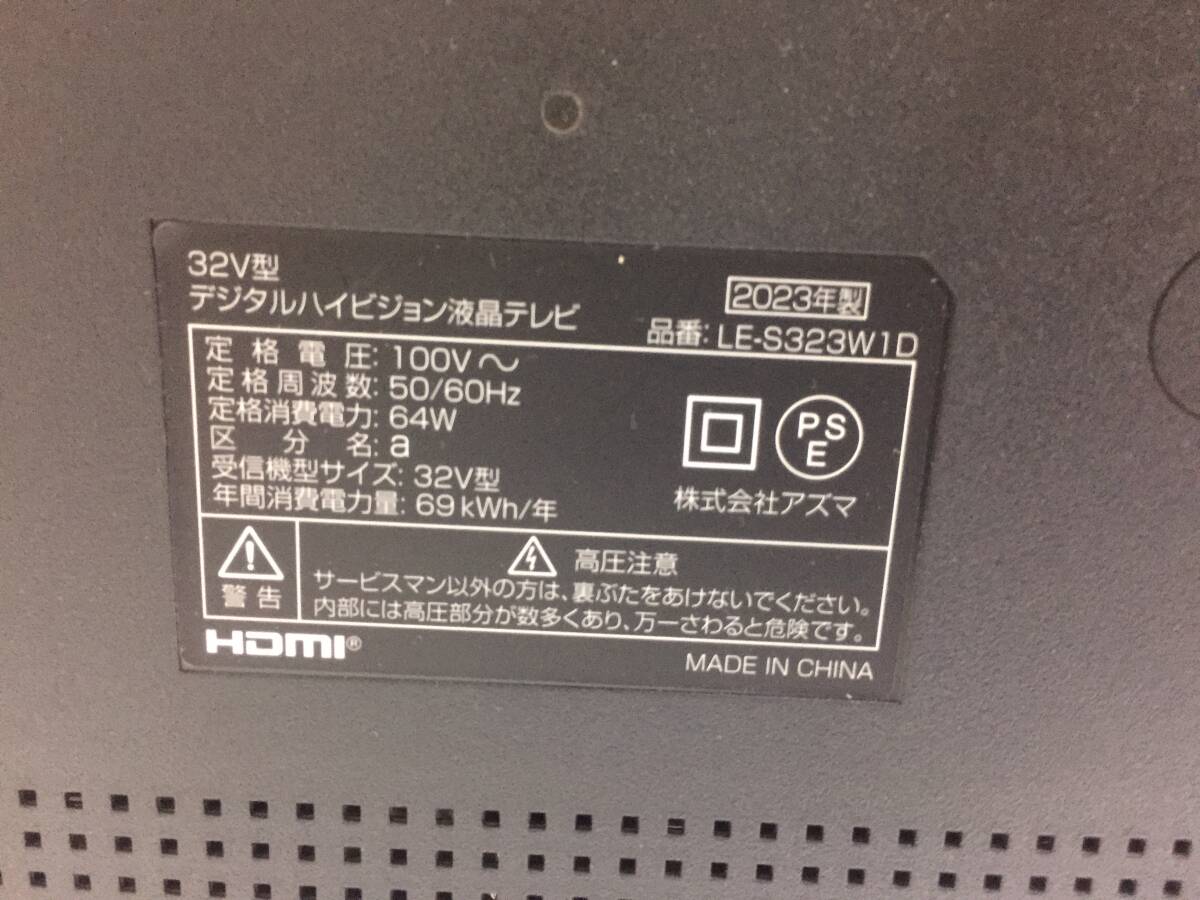 32V型
デジタルハイビジョン液晶テレビ
2023年製
品番: LE-S323W1D
定格電圧: 100V～
定格周波数: 50/60Hz
定格消費電力: 64W
区分名: a
受信機型サイズ: 32V型
年間消費電力量: 69kWh/年
PS
E
株式会社アズマ
警告
高圧注意
サービスマン以外の方は、裏ぶたをあけないでください。
内部には高圧部分が数多くあり、万一さわると危険です。
HDMI®
MADE IN CHINA